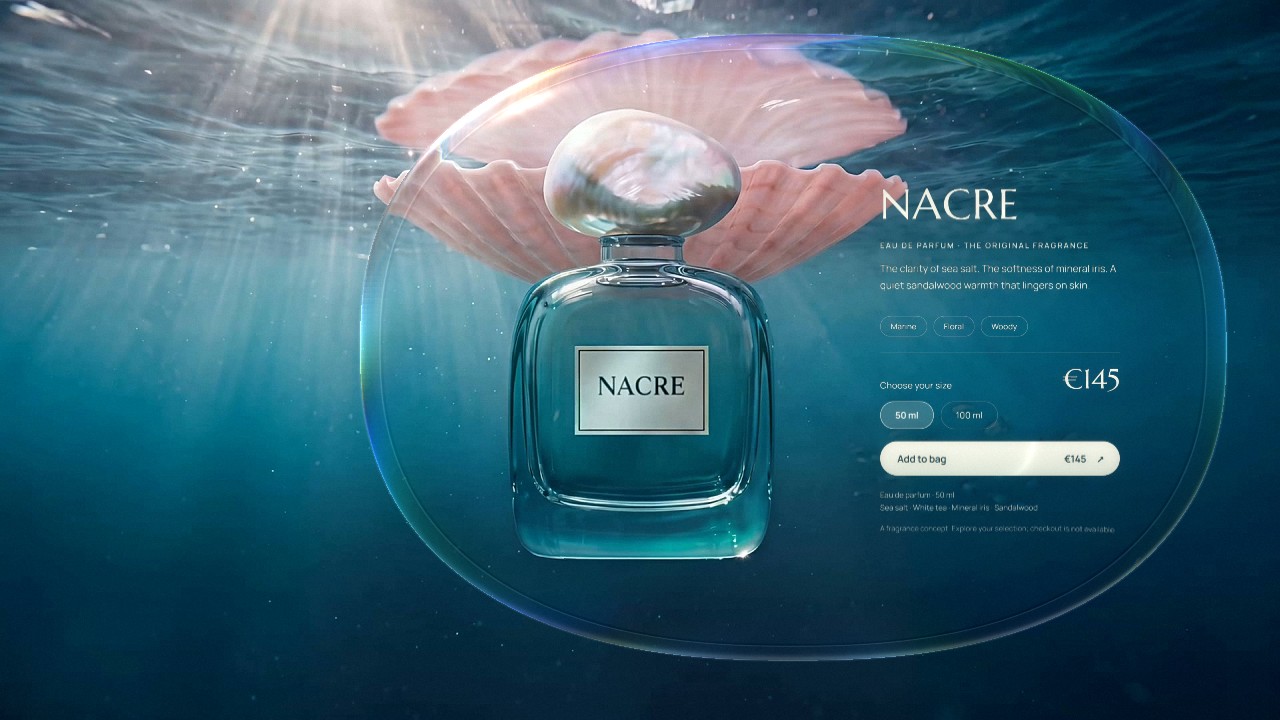 NACRE
EAU DE PARFUM · THE ORIGINAL FRAGRANCE
The clarity of sea salt. The softness of mineral iris. A
quiet sandalwood warmth that lingers on skin.
Marine Floral Woody
Choose your size
€145
50 ml 100 ml
Add to bag €145 ↗
Eau de parfum · 50 ml
Sea salt · White tea · Mineral iris · Sandalwood
A fragrance concept. Explore your selection; checkout is not available.
NACRE